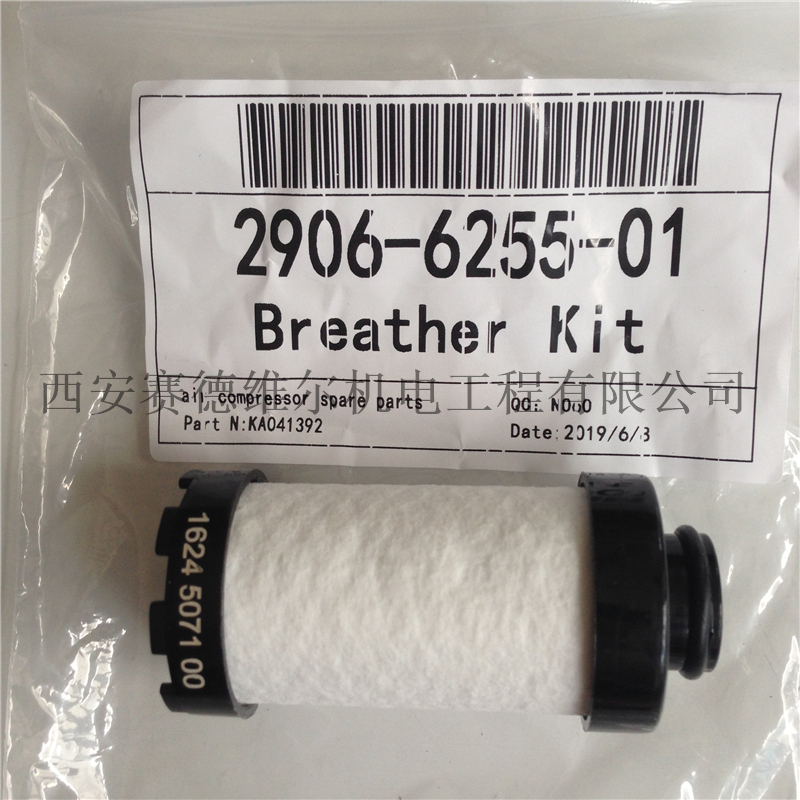 2906-6255-01
Breather Kit
西安赛德维尔机电工程有限公司
air compressor spare parts
QC: N060
Part N:KA041392
Date:2019/6/3
1624 5071 00